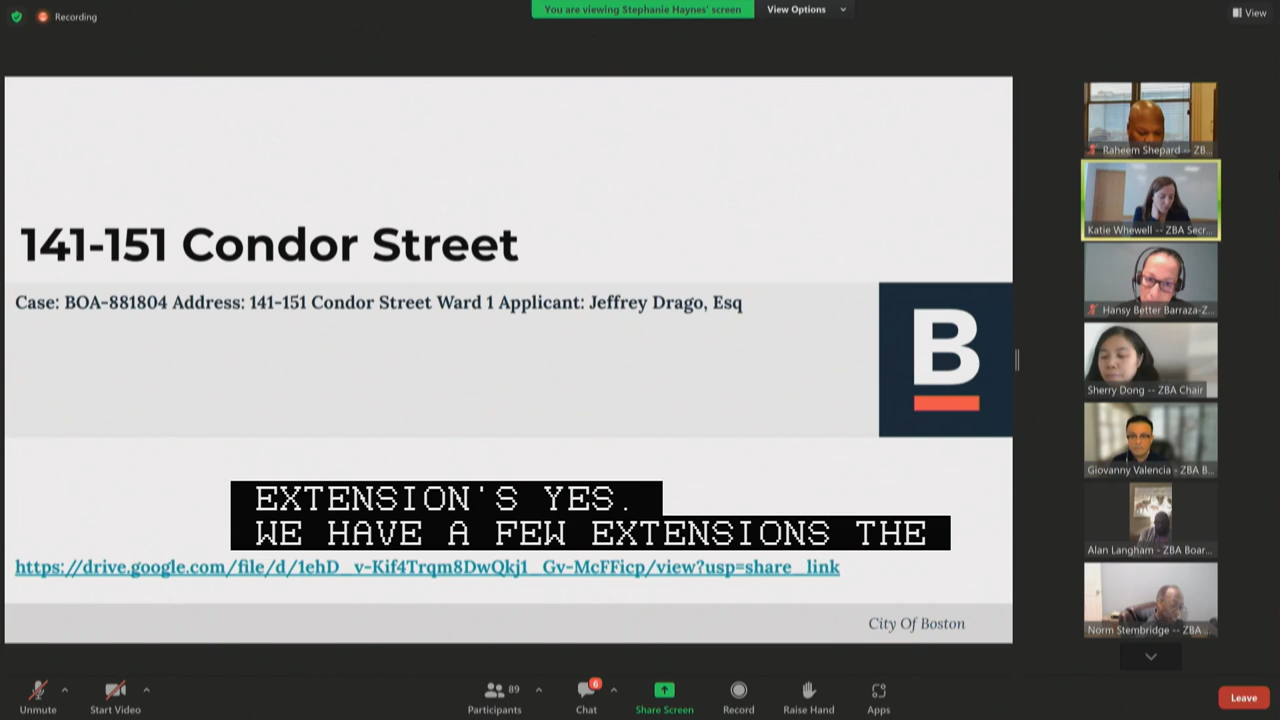 Recording
You are viewing Stephanie Haynes' screen
View Options
View
141-151 Condor Street
Case: BOA-881804 Address: 141-151 Condor Street Ward 1 Applicant: Jeffrey Drago, Esq
B
EXTENSION'S YES.
WE HAVE A FEW EXTENSIONS THE
https://drive.google.com/file/d/1ehD_v-Kif4Trqm8DwQkj1_Gv-McFFicp/view?usp=share_link
City Of Boston
Raheem Shepard -- ZB...
Katie Whewell -- ZBA Secr...
Hansy Better Barraza-Z...
Sherry Dong -- ZBA Chair
Giovanny Valencia - ZBA B...
Alan Langham - ZBA Boar...
Norm Stembridge -- ZBA ...
Unmute
Start Video
89
Participants
6
Chat
Share Screen
Record
Raise Hand
Apps
Leave